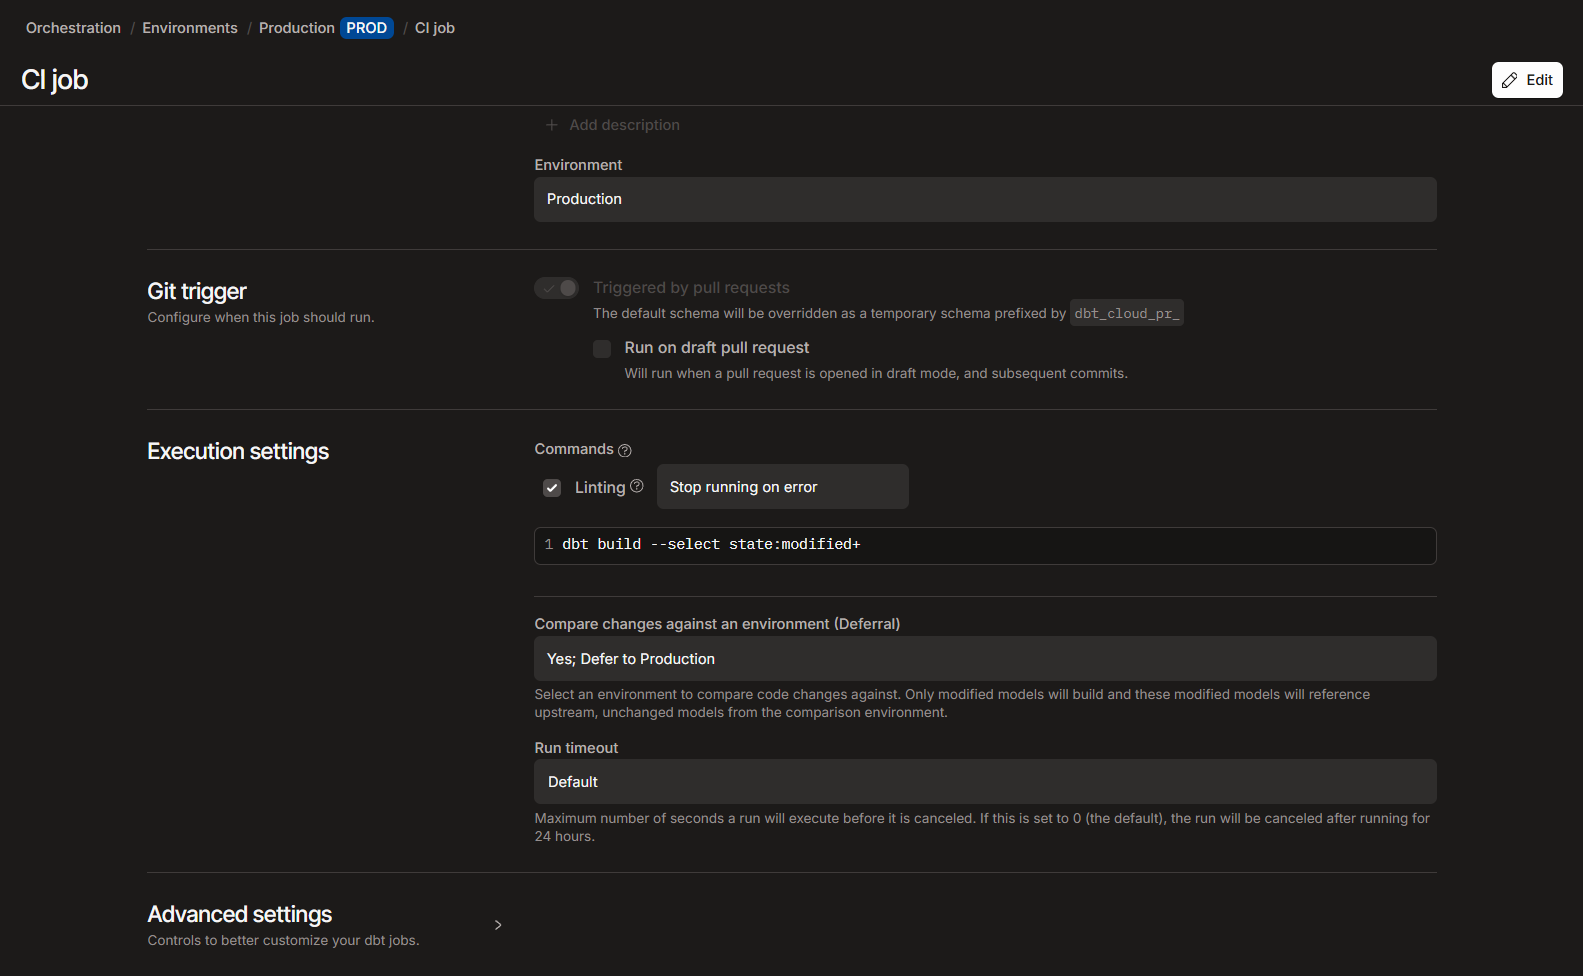 Orchestration / Environments / Production PROD / CI job
CI job
Edit
Add description
Environment
Production
Git trigger
Configure when this job should run.
Triggered by pull requests
The default schema will be overridden as a temporary schema prefixed by dbt_cloud_pr_
Run on draft pull request
Will run when a pull request is opened in draft mode, and subsequent commits.
Execution settings
Commands
Linting
Stop running on error
1 dbt build --select state:modified+
Compare changes against an environment (Deferral)
Yes; Defer to Production
Select an environment to compare code changes against. Only modified models will build and these modified models will reference
upstream, unchanged models from the comparison environment.
Run timeout
Default
Maximum number of seconds a run will execute before it is canceled. If this is set to 0 (the default), the run will be canceled after running for
24 hours.
Advanced settings
Controls to better customize your dbt jobs.